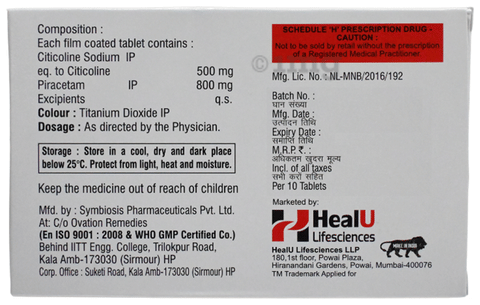 Composition :
Each film coated tablet contains :
Citicoline Sodium IP
eq. to Citicoline 500 mg
Piracetam IP 800 mg
Excipients q.s.
Colour : Titanium Dioxide IP
Dosage : As directed by the Physician.
Storage : Store in a cool, dry and dark place
below 25°C. Protect from light, heat and moisture.
Keep the medicine out of reach of children
Mfd. by : Symbiosis Pharmaceuticals Pvt. Ltd.
At: C/o Ovation Remedies
(En ISO 9001 : 2008 & WHO GMP Certified Co.)
Behind IITT Eng. College, Trilokpur Road,
Kala Amb-173030 (Sirmour) HP
Corp. Office : Suketi Road, Kala Amb-173030 (Sirmour) HP
SCHEDULE 'H' PRESCRIPTION DRUG -
CAUTION :
Not to be sold by retail without the prescription
of a Registered Medical Practitioner.
Mfg. Lic. No. : NL-MNB/2016/192
Batch No. :
घान संख्या
Mfg. Date :
उत्पादन तिथि
Expiry Date :
समाप्ति तिथि
M.R.P. ₹ :
अधिकतम खुदरा मूल्य
Incl. of all taxes
सभी करों सहित
Per 10 Tablets
Marketed by:
HealU
Lifesciences
MAKE IN INDIA
HealU Lifesciences LLP
180,1st floor, Powai Plaza,
Hiranandani Gardens, Powai, Mumbai-400076
TM Trademark Applied for